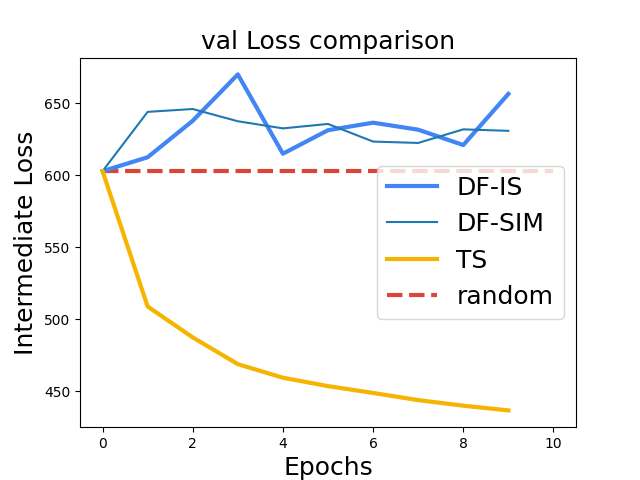 val Loss comparison
Intermediate Loss
650
600
550
500
450
DF-IS
DF-SIM
TS
random
0 2 4 6 8 10
Epochs